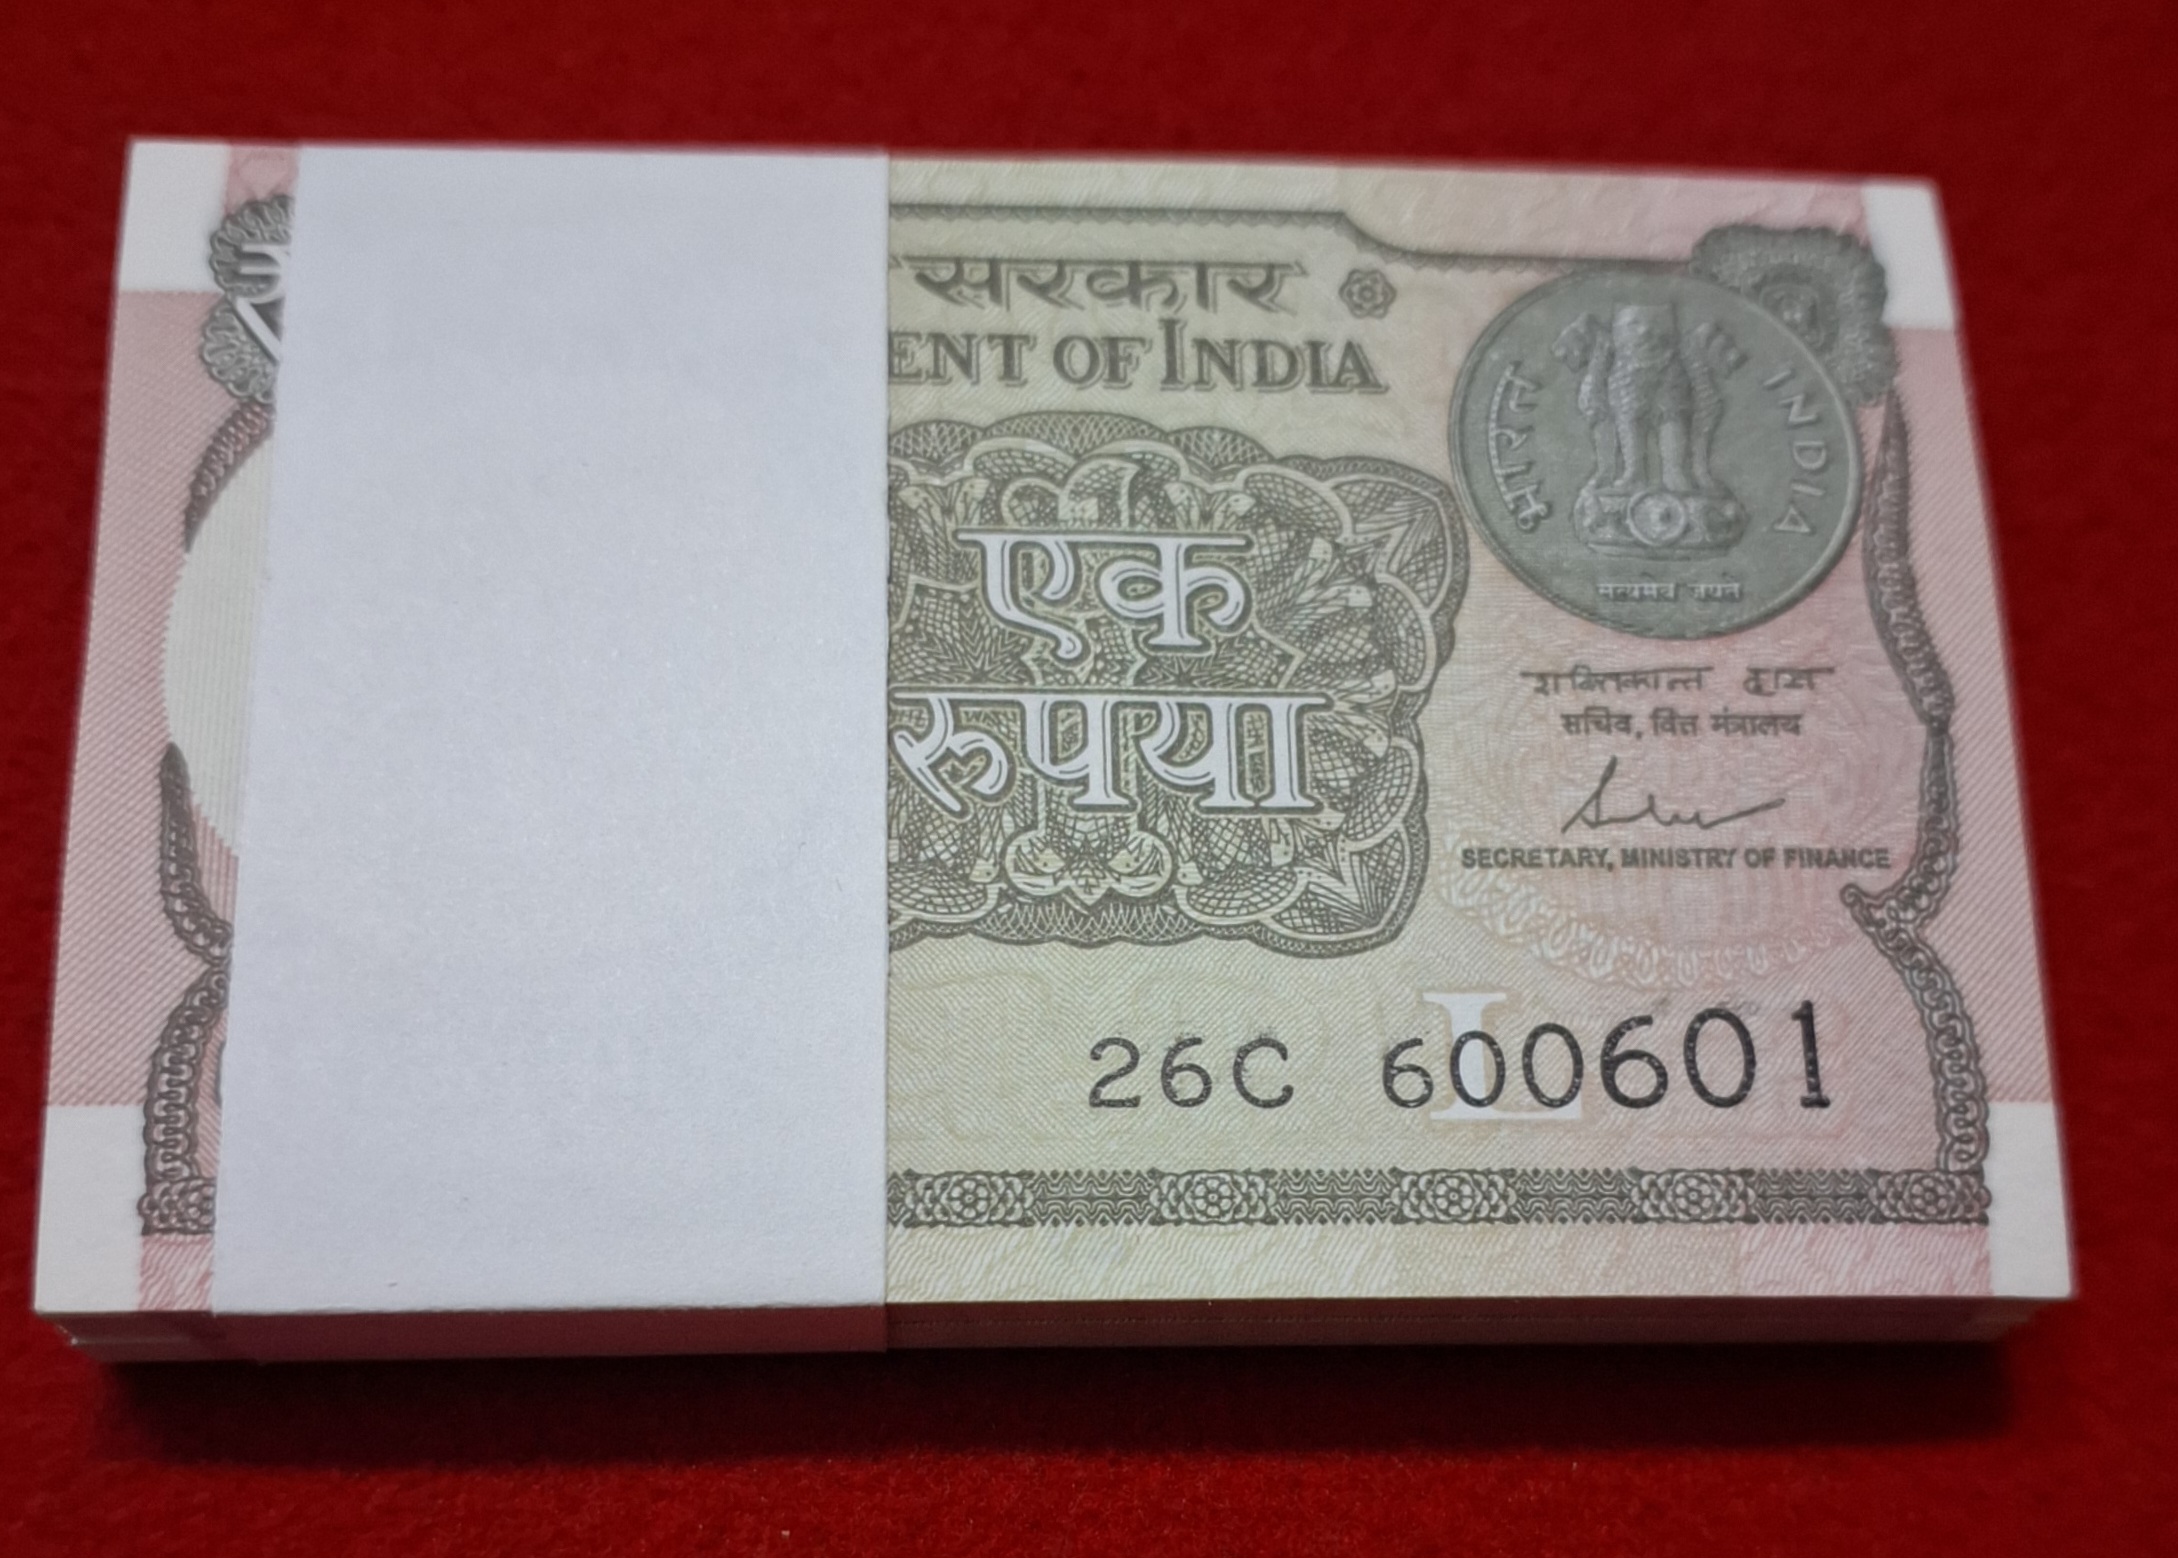 सरकार
ENT OF INDIA
भारत INDIA
सत्यमेव जयते
एक
रुपया
शक्तिकान्त दास
सचिव, वित्त मंत्रालय
SECRETARY, MINISTRY OF FINANCE
L
26C 600601